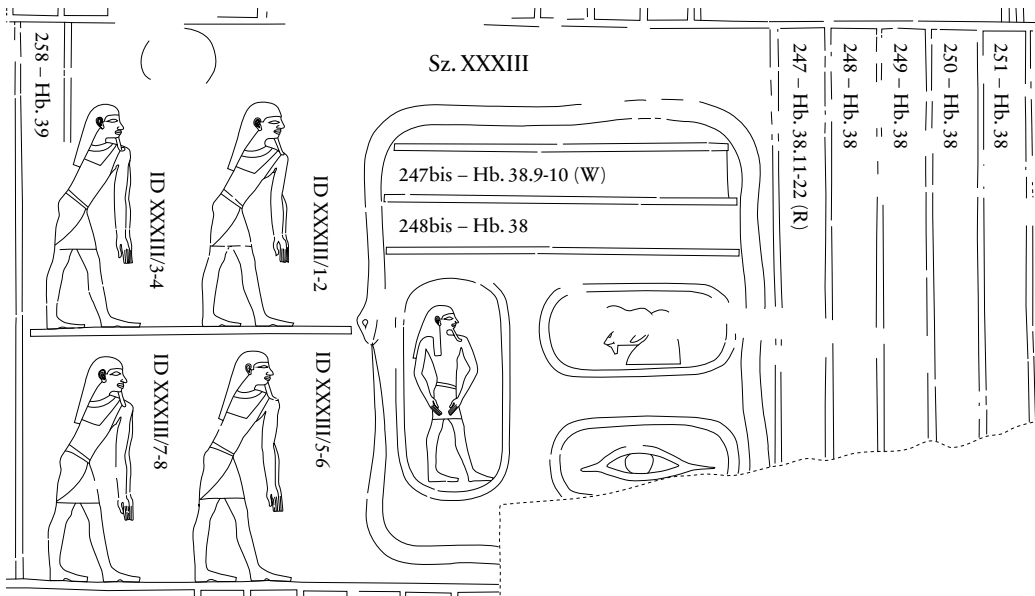 258 – Hb. 39
Sz. XXXIII
247 – Hb. 38.11-22 (R)
248 – Hb. 38
249 – Hb. 38
250 – Hb. 38
251 – Hb. 38
247bis – Hb. 38.9-10 (W)
248bis – Hb. 38
ID XXXIII/3-4
ID XXXIII/1-2
ID XXXIII/7-8
ID XXXIII/5-6